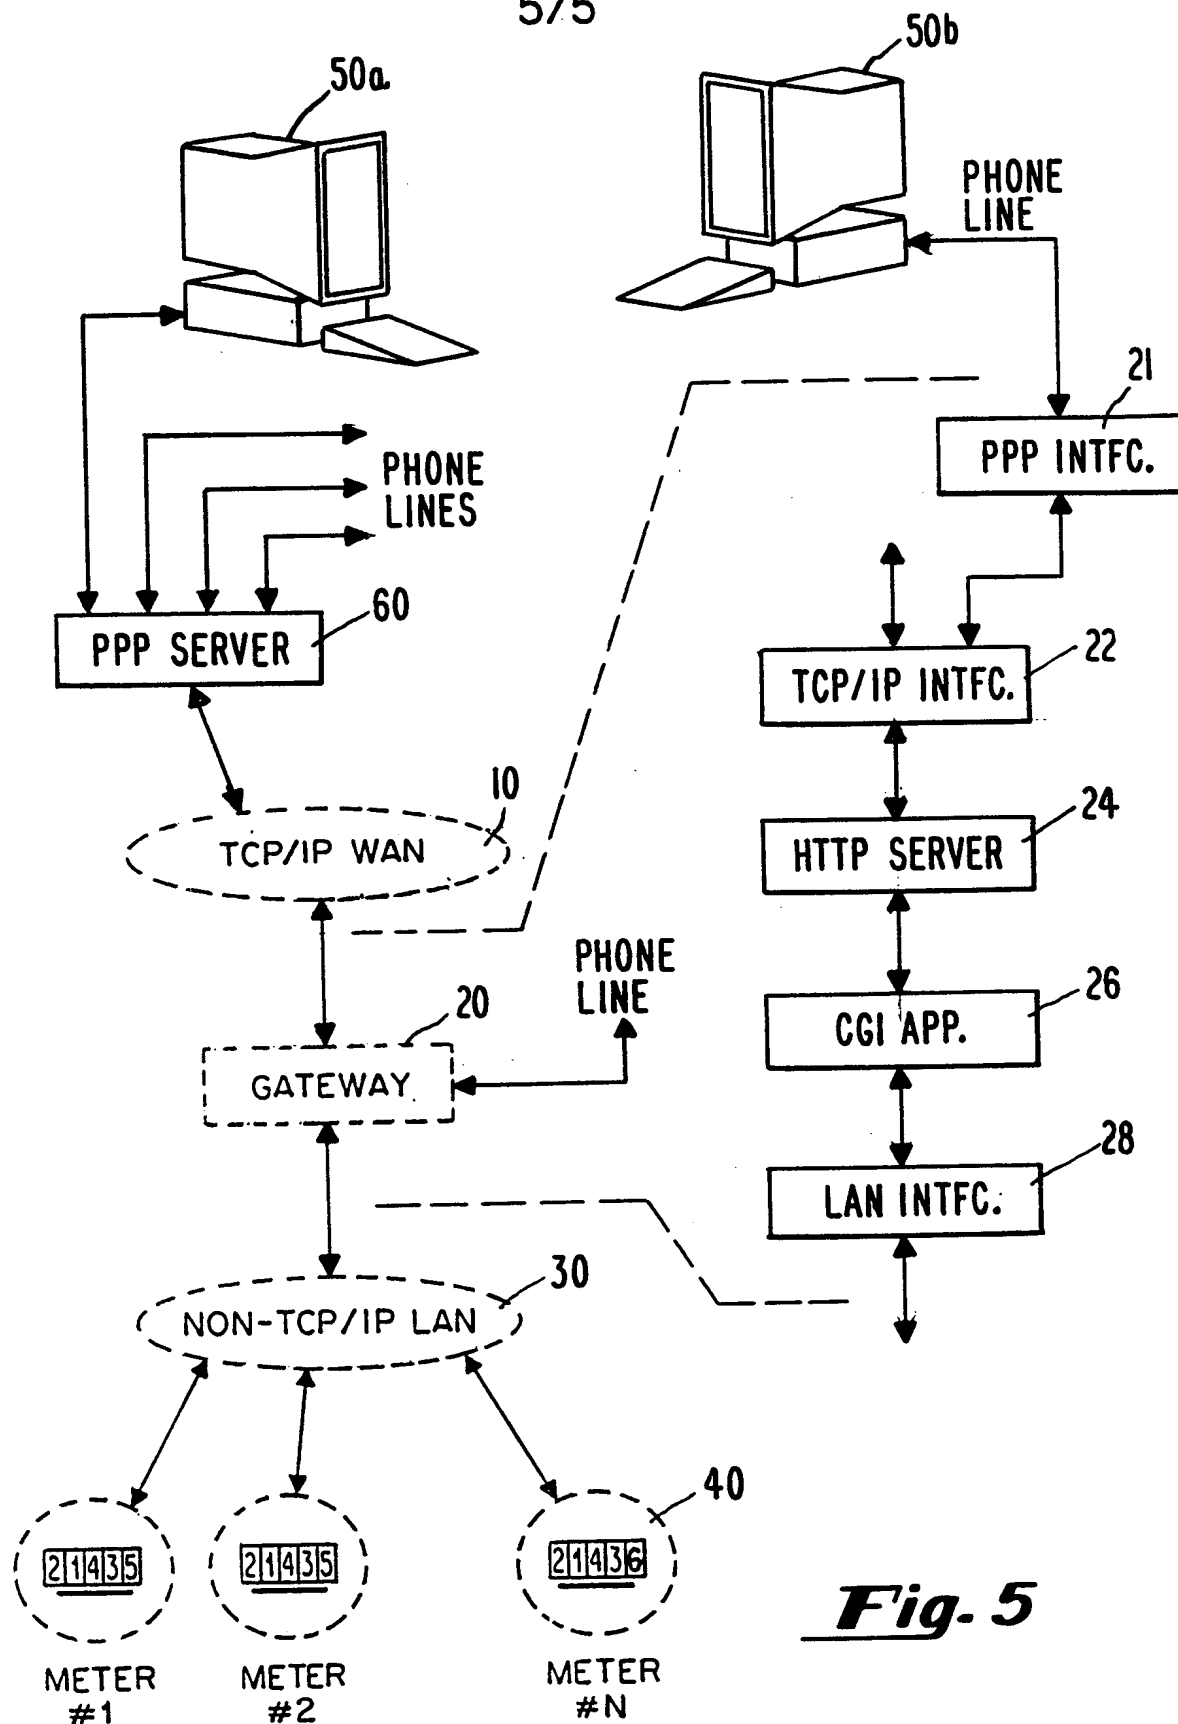 5/5
50a
50b
PHONE
LINE
21
PPP INTFC.
PHONE
LINES
60
PPP SERVER
22
TCP/IP INTFC.
10
TCP/IP WAN
24
HTTP SERVER
PHONE
LINE
20
GATEWAY
26
CGI APP.
28
LAN INTFC.
30
NON-TCP/IP LAN
40
21435
21435
21436
METER
#1
METER
#2
METER
#N
Fig. 5